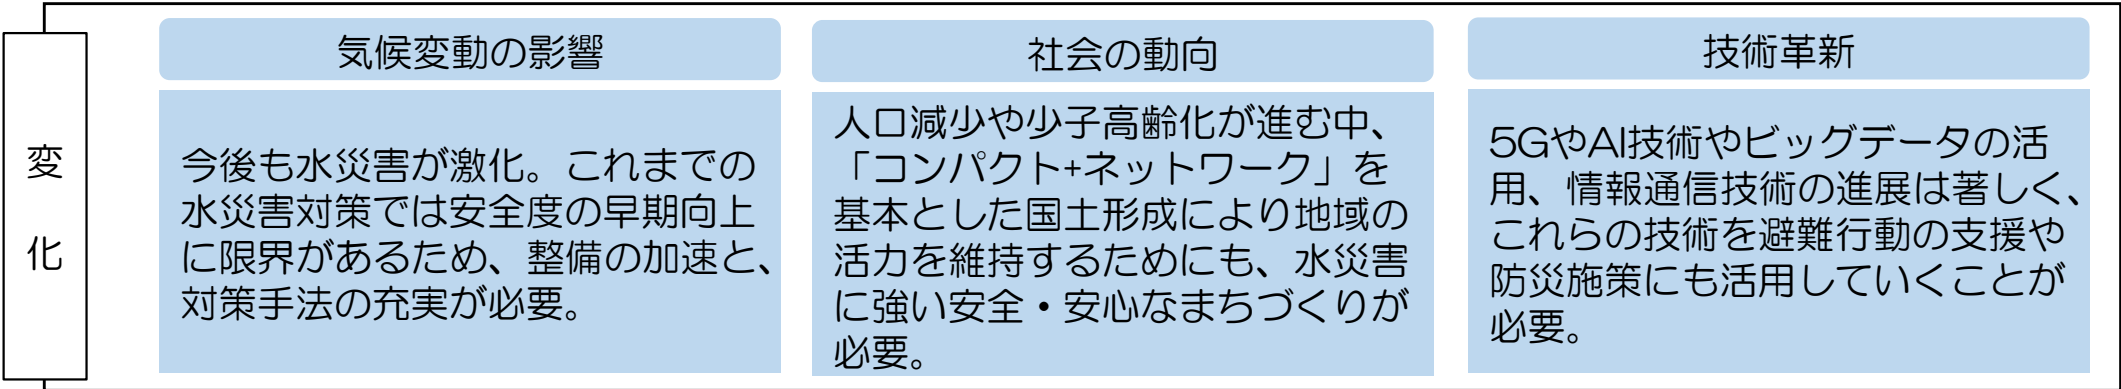 変化
気候変動の影響
今後も水災害が激化。これまでの
水災害対策では安全度の早期向上
に限界があるため、整備の加速と、
対策手法の充実が必要。
社会の動向
人口減少や少子高齢化が進む中、
「コンパクト+ネットワーク」を
基本とした国土形成により地域の
活力を維持するためにも、水災害
に強い安全・安心なまちづくりが
必要。
技術革新
5GやAI技術やビッグデータの活
用、情報通信技術の進展は著しく、
これらの技術を避難行動の支援や
防災施策にも活用していくことが
必要。